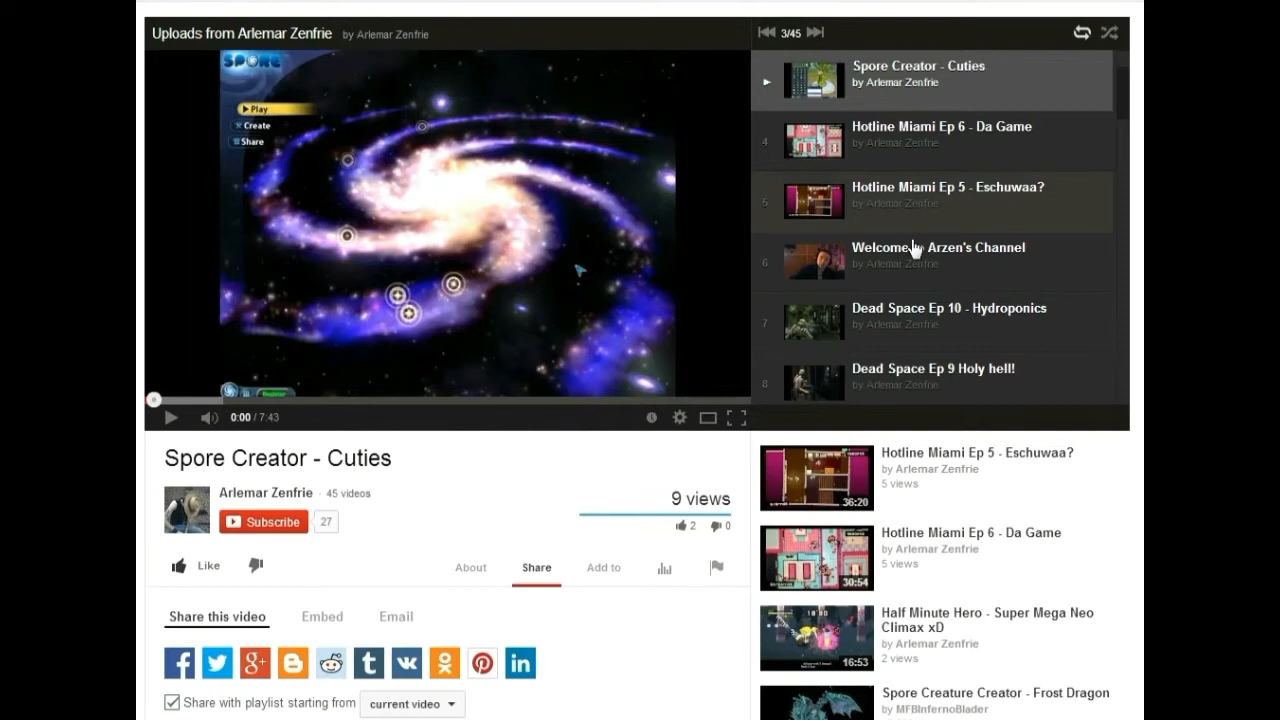 Uploads from Arlemar Zenfrie by Arlemar Zenfrie
3/45
SPORE
Play
Create
Share
Spore Creator - Cuties
by Arlemar Zenfrie
4
Hotline Miami Ep 6 - Da Game
by Arlemar Zenfrie
5
Hotline Miami Ep 5 - Eschuwaa?
by Arlemar Zenfrie
6
Welcome Arzen's Channel
by Arlemar Zenfrie
7
Dead Space Ep 10 - Hydroponics
by Arlemar Zenfrie
8
Dead Space Ep 9 Holy hell!
by Arlemar Zenfrie
0:00 / 7:43
Spore Creator - Cuties
Arlemar Zenfrie · 45 videos
Subscribe 27
9 views
2 0
Like
About Share Add to
Share this video Embed Email
Share with playlist starting from current video
Hotline Miami Ep 5 - Eschuwaa?
by Arlemar Zenfrie
5 views
36:20
Hotline Miami Ep 6 - Da Game
by Arlemar Zenfrie
5 views
30:54
Half Minute Hero - Super Mega Neo
Climax xD
by Arlemar Zenfrie
2 views
16:53
Spore Creature Creator - Frost Dragon
by MFBInfernoBlader